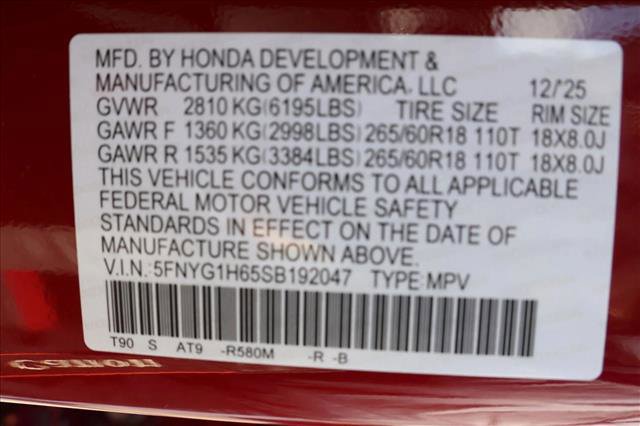 MFD. BY HONDA DEVELOPMENT &
MANUFACTURING OF AMERICA, LLC 12/25
GVWR 2810 KG(6195LBS) TIRE SIZE RIM SIZE
GAWR F 1360 KG(2998LBS) 265/60R18 110T 18X8.0J
GAWR R 1535 KG(3384LBS) 265/60R18 110T 18X8.0J
THIS VEHICLE CONFORMS TO ALL APPLICABLE
FEDERAL MOTOR VEHICLE SAFETY
STANDARDS IN EFFECT ON THE DATE OF
MANUFACTURE SHOWN ABOVE.
V.I.N.:5FNYG1H65SB192047 TYPE:MPV
T90 S AT9 -R580M -R -B
Canon